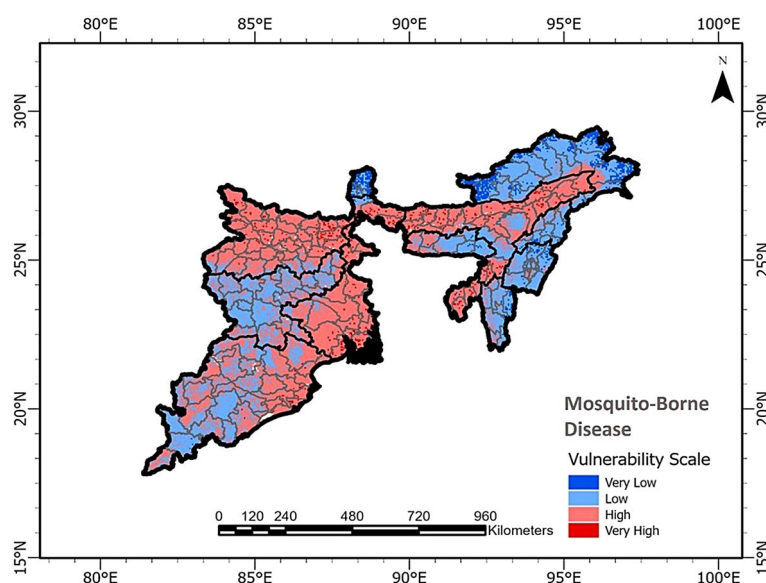 80°E 85°E 90°E 95°E 100°E
N
30°N 30°N
25°N 25°N
20°N 20°N
15°N 15°N
Mosquito-Borne
Disease
Vulnerability Scale
Very Low
Low
High
Very High
0 120 240 480 720 960
Kilometers
80°E 85°E 90°E 95°E 100°E